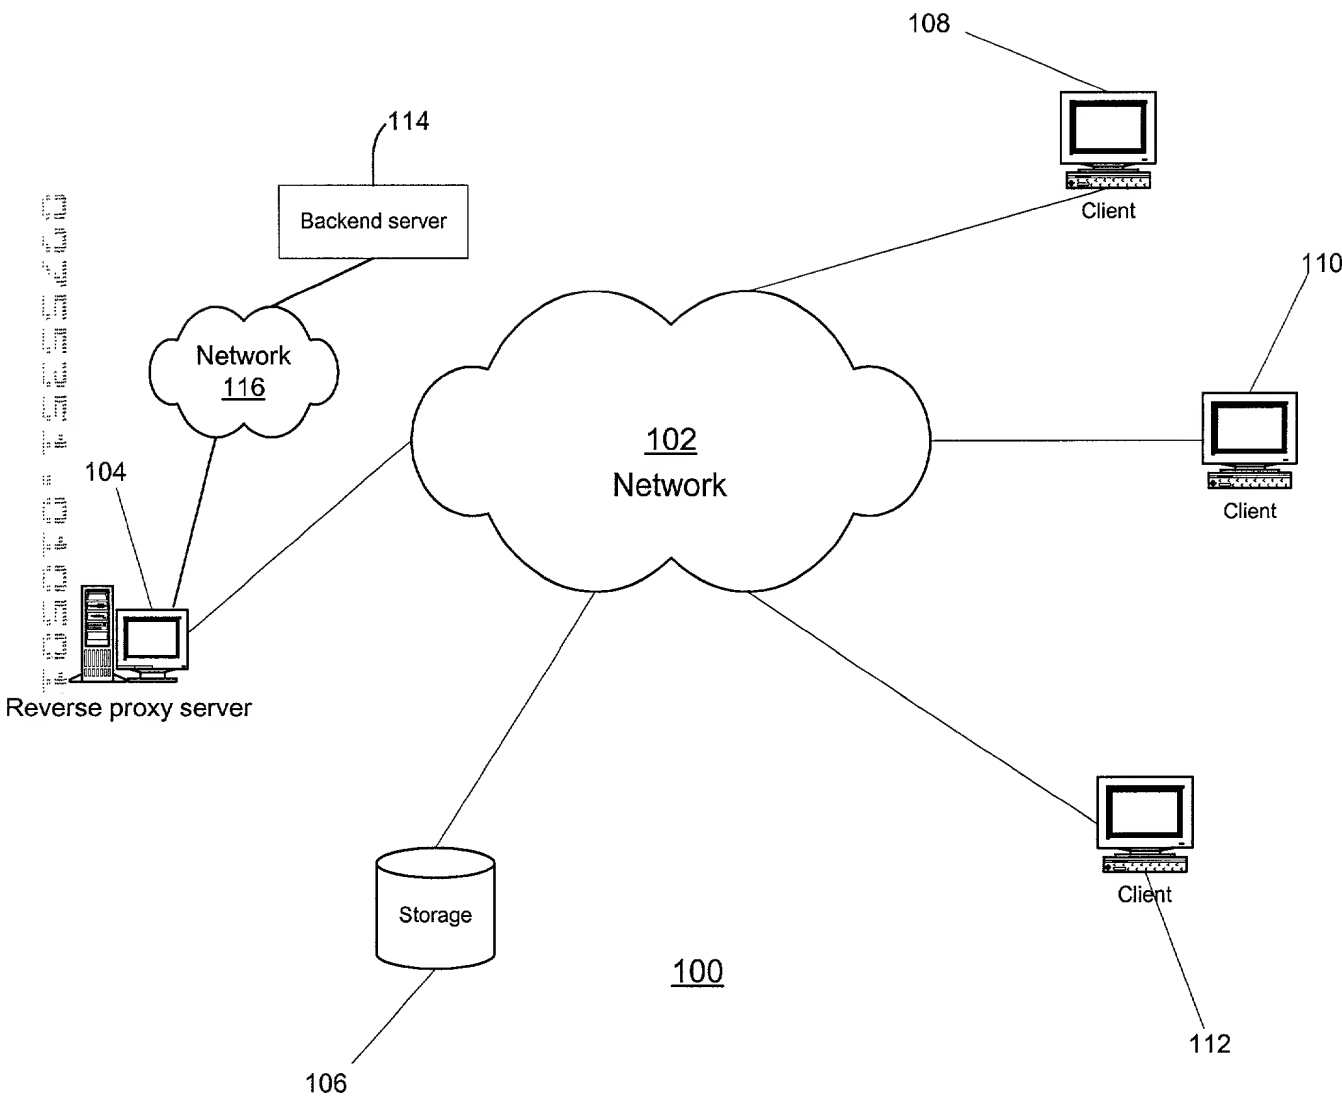 108
114
Backend server
Client
110
Network
116
102
Network
Client
104
Reverse proxy server
Client
Storage
100
112
106